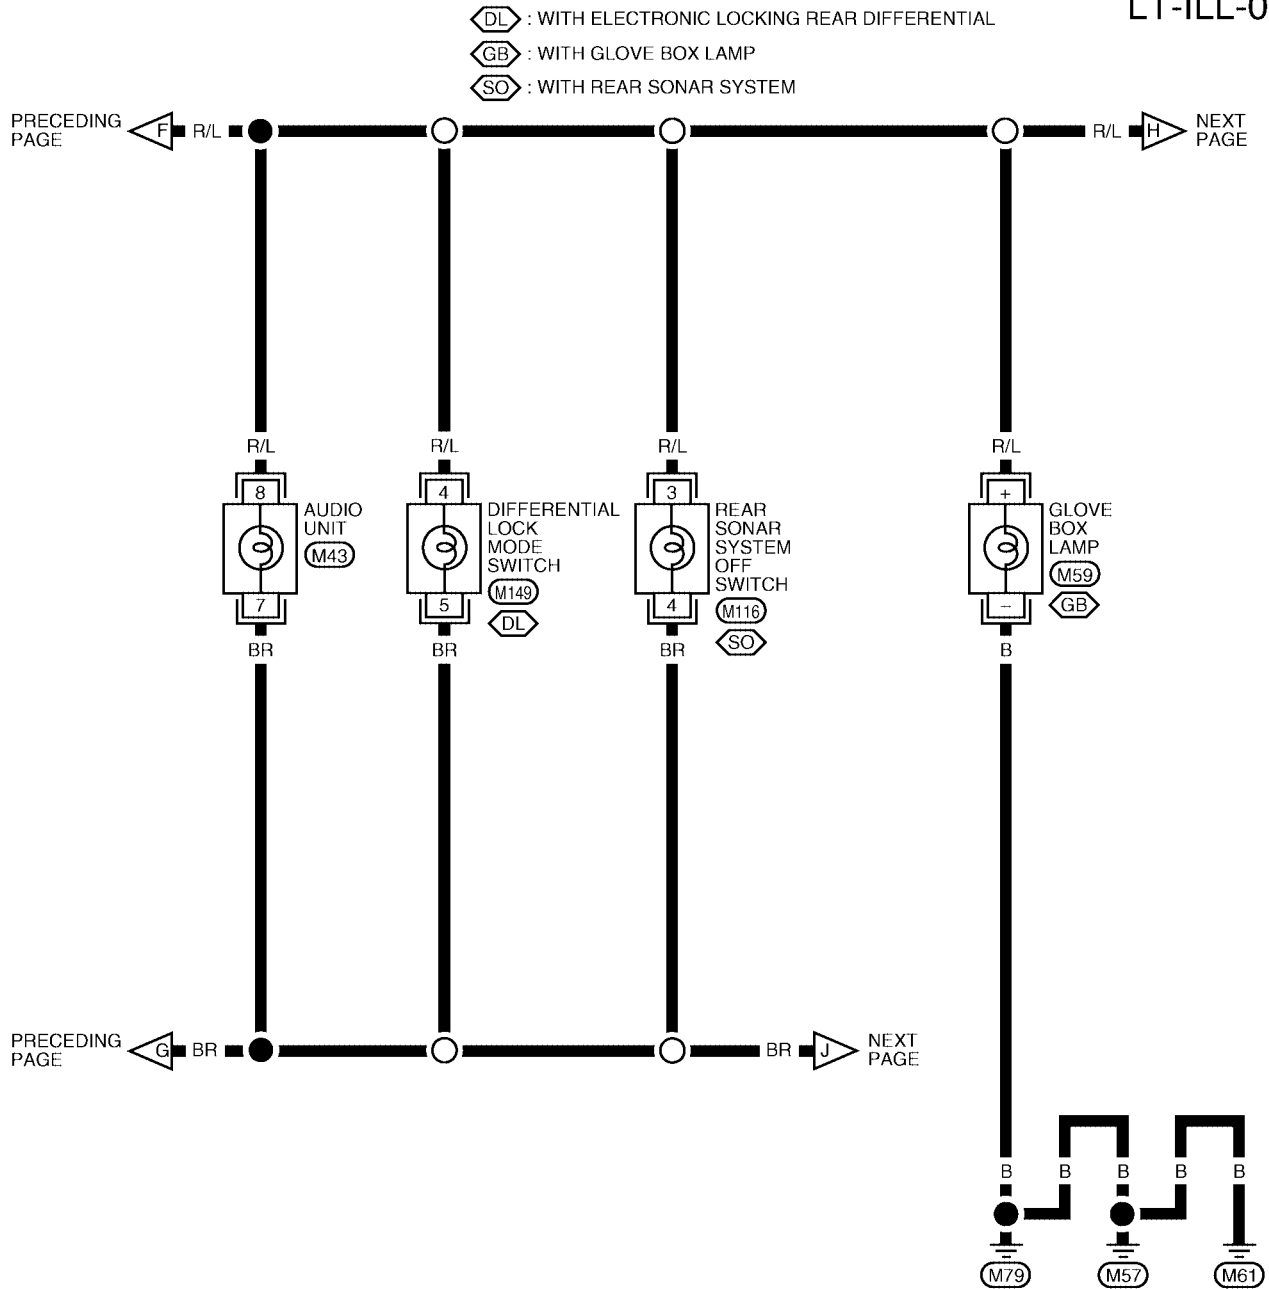 LT-ILL-0
DL : WITH ELECTRONIC LOCKING REAR DIFFERENTIAL
GB : WITH GLOVE BOX LAMP
SO : WITH REAR SONAR SYSTEM
PRECEDING
PAGE
F
R/L
R/L
H
NEXT
PAGE
R/L
R/L
R/L
R/L
8
AUDIO
UNIT
M43
7
4
DIFFERENTIAL
LOCK
MODE
SWITCH
M149
DL
5
3
REAR
SONAR
SYSTEM
OFF
SWITCH
M116
SO
4
+
GLOVE
BOX
LAMP
M59
GB
−
BR
BR
BR
B
PRECEDING
PAGE
G
BR
BR
J
NEXT
PAGE
B
B
B
B
B
M79
M57
M61